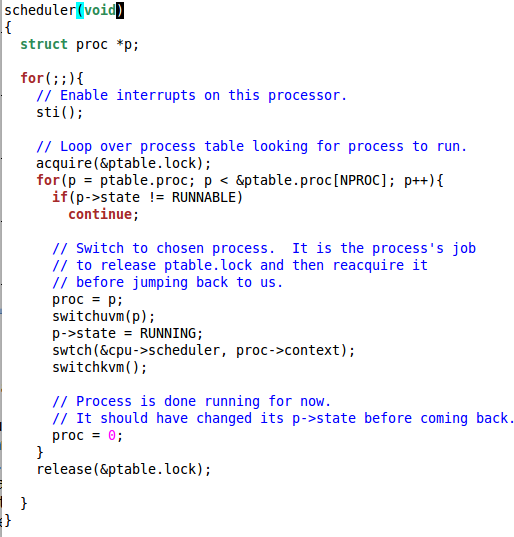 scheduler(void)
{
  struct proc *p;

  for(;;){
    // Enable interrupts on this processor.
    sti();

    // Loop over process table looking for process to run.
    acquire(&ptable.lock);
    for(p = ptable.proc; p < &ptable.proc[NPROC]; p++){
      if(p->state != RUNNABLE)
        continue;

      // Switch to chosen process.  It is the process's job
      // to release ptable.lock and then reacquire it
      // before jumping back to us.
      proc = p;
      switchuvm(p);
      p->state = RUNNING;
      swtch(&cpu->scheduler, proc->context);
      switchkvm();

      // Process is done running for now.
      // It should have changed its p->state before coming back.
      proc = 0;
    }
    release(&ptable.lock);

  }
}